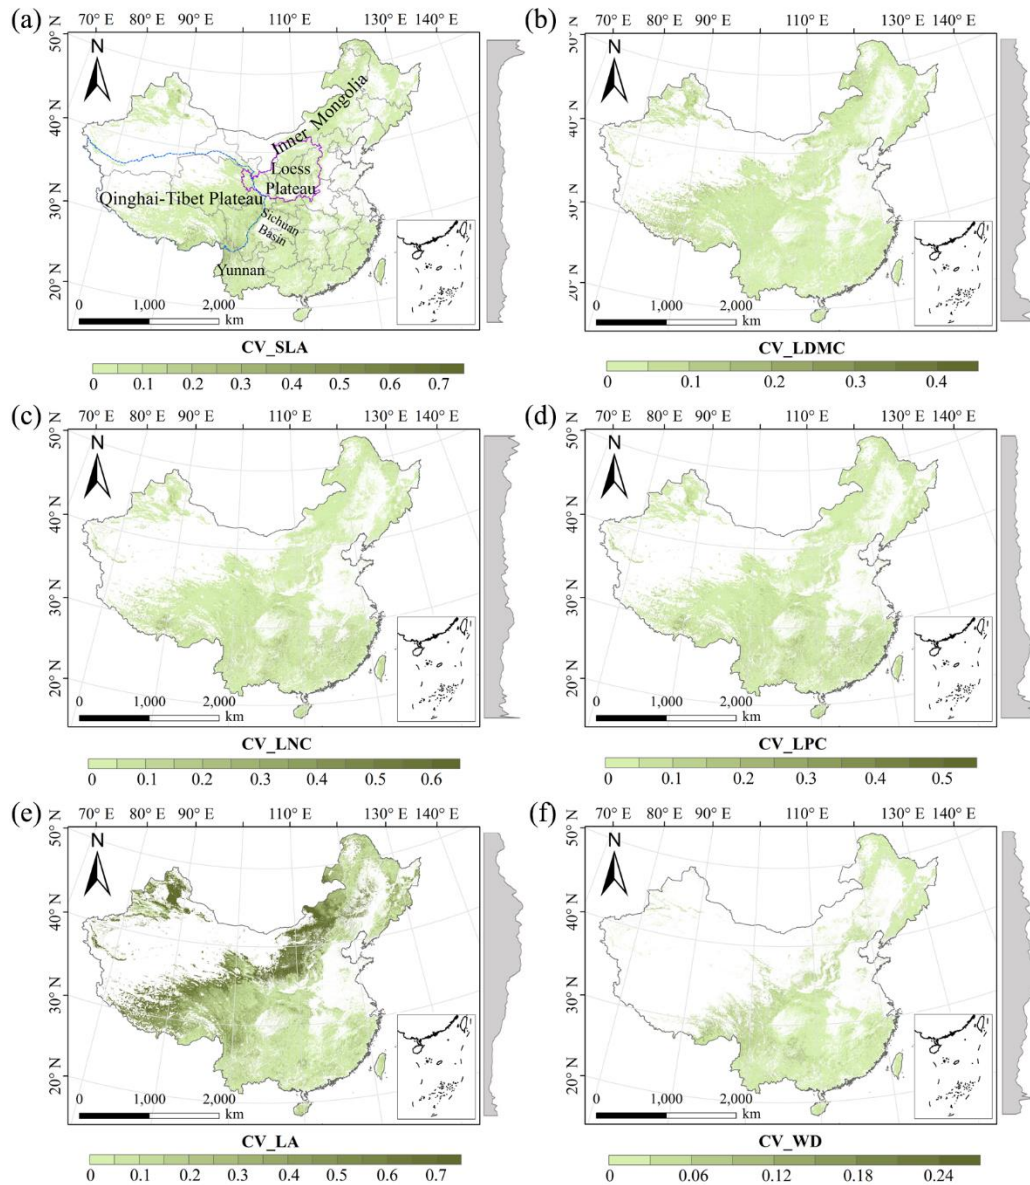 (a)
70° E 80° E 90° E 110° E 130° E 140° E
50° N
40° N
30° N
20° N
N
Inner Mongolia
Loess
Plateau
Qinghai-Tibet Plateau
Sichuan
Basin
Yunnan
0 1,000 2,000
km
CV_SLA
0 0.1 0.2 0.3 0.4 0.5 0.6 0.7
(b)
70° E 80° E 90° E 110° E 130° E 140° E
50° N
40° N
30° N
20° N
N
0 1,000 2,000
km
CV_LDMC
0 0.1 0.2 0.3 0.4
(c)
70° E 80° E 90° E 110° E 130° E 140° E
50° N
40° N
30° N
20° N
N
0 1,000 2,000
km
CV_LNC
0 0.1 0.2 0.3 0.4 0.5 0.6
(d)
70° E 80° E 90° E 110° E 130° E 140° E
50° N
40° N
30° N
20° N
N
0 1,000 2,000
km
CV_LPC
0 0.1 0.2 0.3 0.4 0.5
(e)
70° E 80° E 90° E 110° E 130° E 140° E
50° N
40° N
30° N
20° N
N
0 1,000 2,000
km
CV_LA
0 0.1 0.2 0.3 0.4 0.5 0.6 0.7
(f)
70° E 80° E 90° E 110° E 130° E 140° E
50° N
40° N
30° N
20° N
N
0 1,000 2,000
km
CV_WD
0 0.06 0.12 0.18 0.24